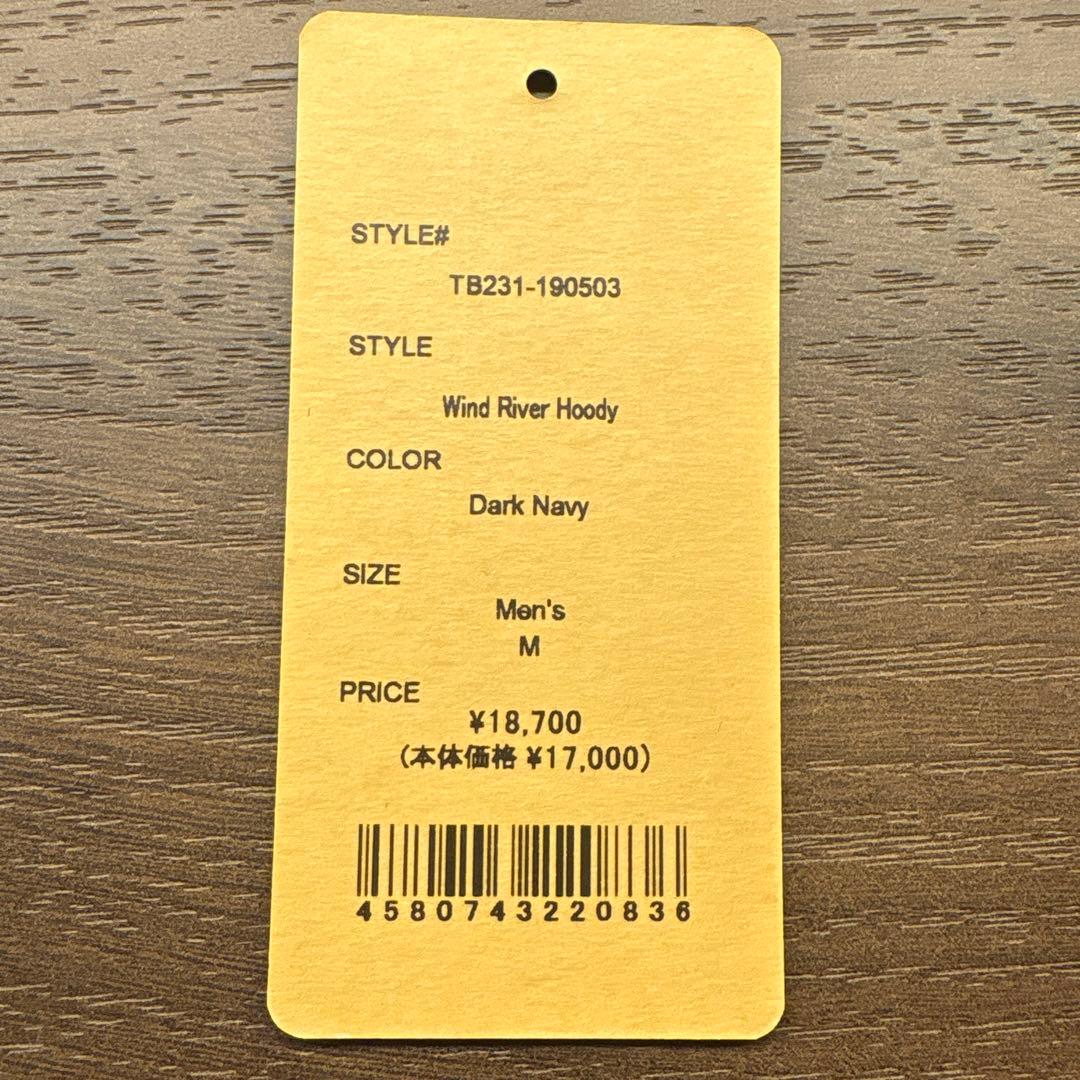 STYLE#
TB231-190503
STYLE
Wind River Hoody
COLOR
Dark Navy
SIZE
Men's
M
PRICE
¥18,700
(本体価格 ¥17,000)
4580743220836